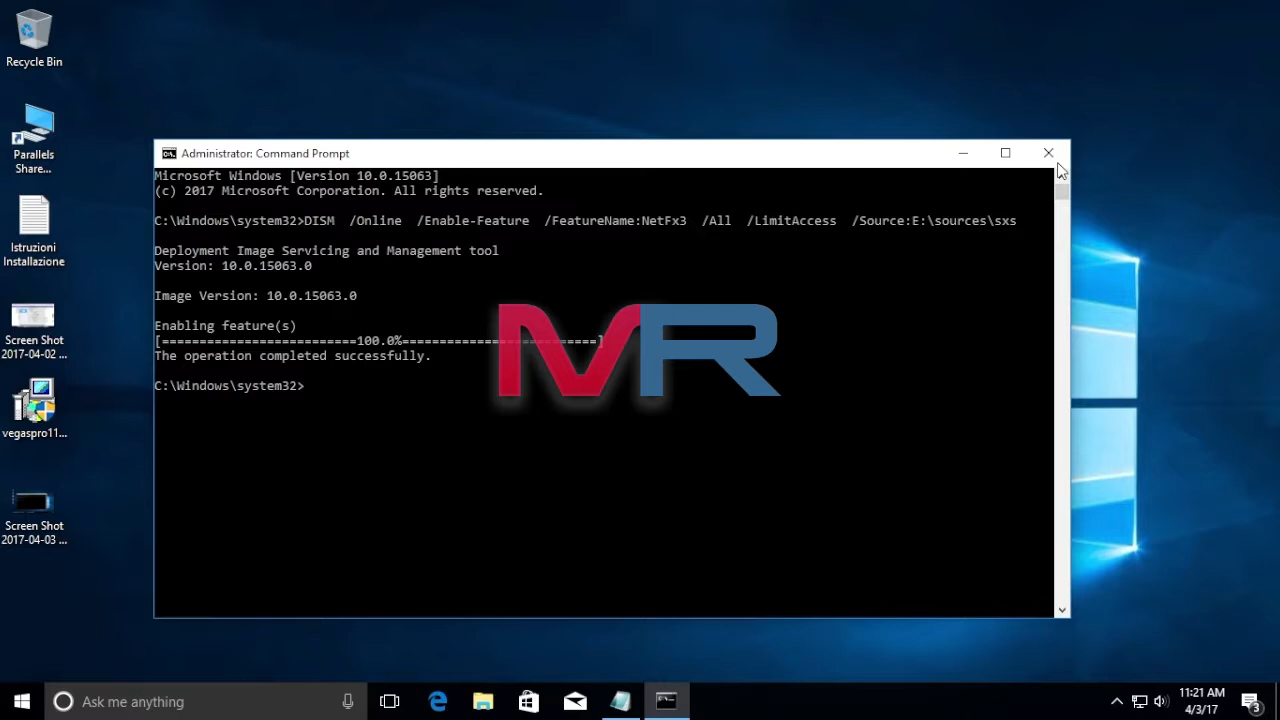 Recycle Bin
Parallels
Share...
Istruzioni
Installazione
Screen Shot
2017-04-02 ...
vegaspro11...
Screen Shot
2017-04-03 ...
Administrator: Command Prompt
Microsoft Windows [Version 10.0.15063]
(c) 2017 Microsoft Corporation. All rights reserved.
C:\Windows\system32>DISM  /Online  /Enable-Feature  /FeatureName:NetFx3  /All  /LimitAccess  /Source:E:\sources\sxs
Deployment Image Servicing and Management tool
Version: 10.0.15063.0
Image Version: 10.0.15063.0
Enabling feature(s)
[==========================100.0%==========================]
The operation completed successfully.
C:\Windows\system32>
MR
Ask me anything
11:21 AM
4/3/17
3